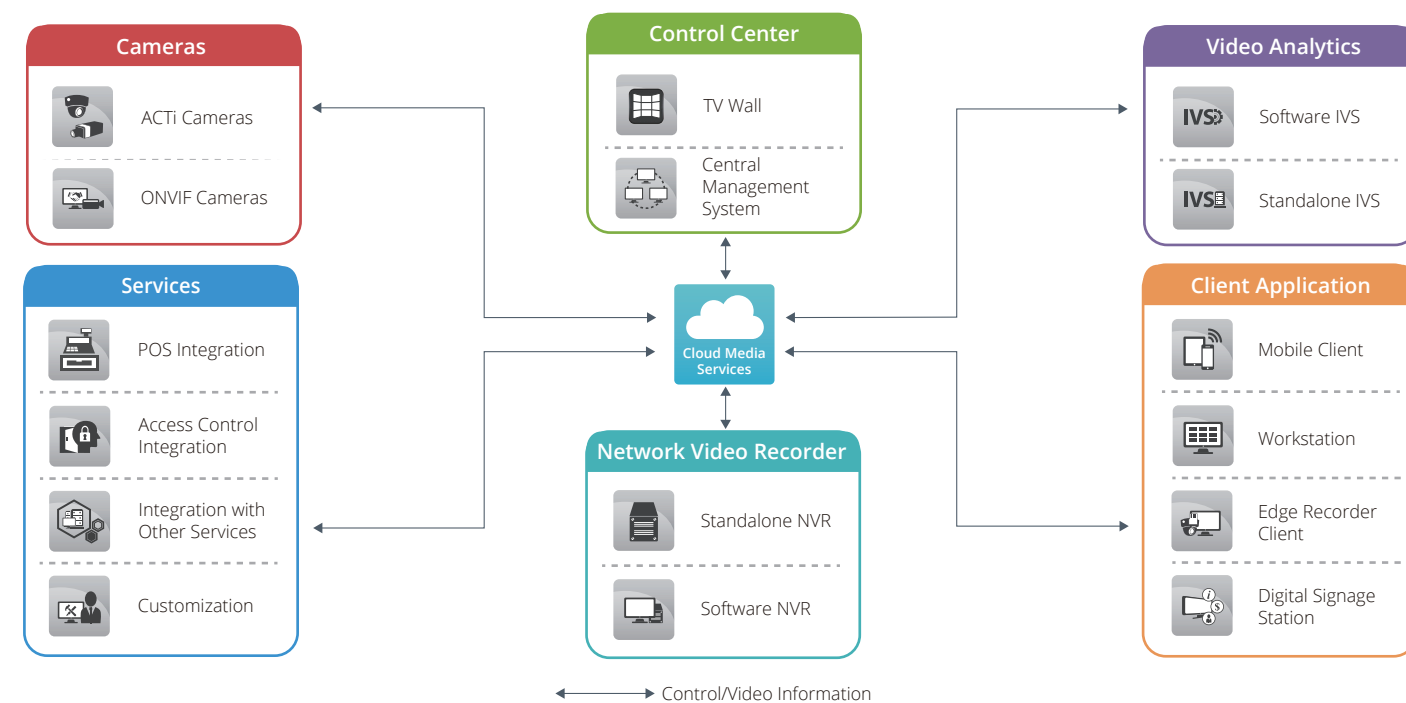 Cameras
ACTi Cameras
ONVIF Cameras
Control Center
TV Wall
Central
Management
System
Video Analytics
IVS
Software IVS
IVS
Standalone IVS
Services
POS Integration
Access Control
Integration
Integration with
Other Services
Customization
Cloud Media
Services
Network Video Recorder
Standalone NVR
Software NVR
Client Application
Mobile Client
Workstation
Edge Recorder
Client
i
$
Digital Signage
Station
Control/Video Information